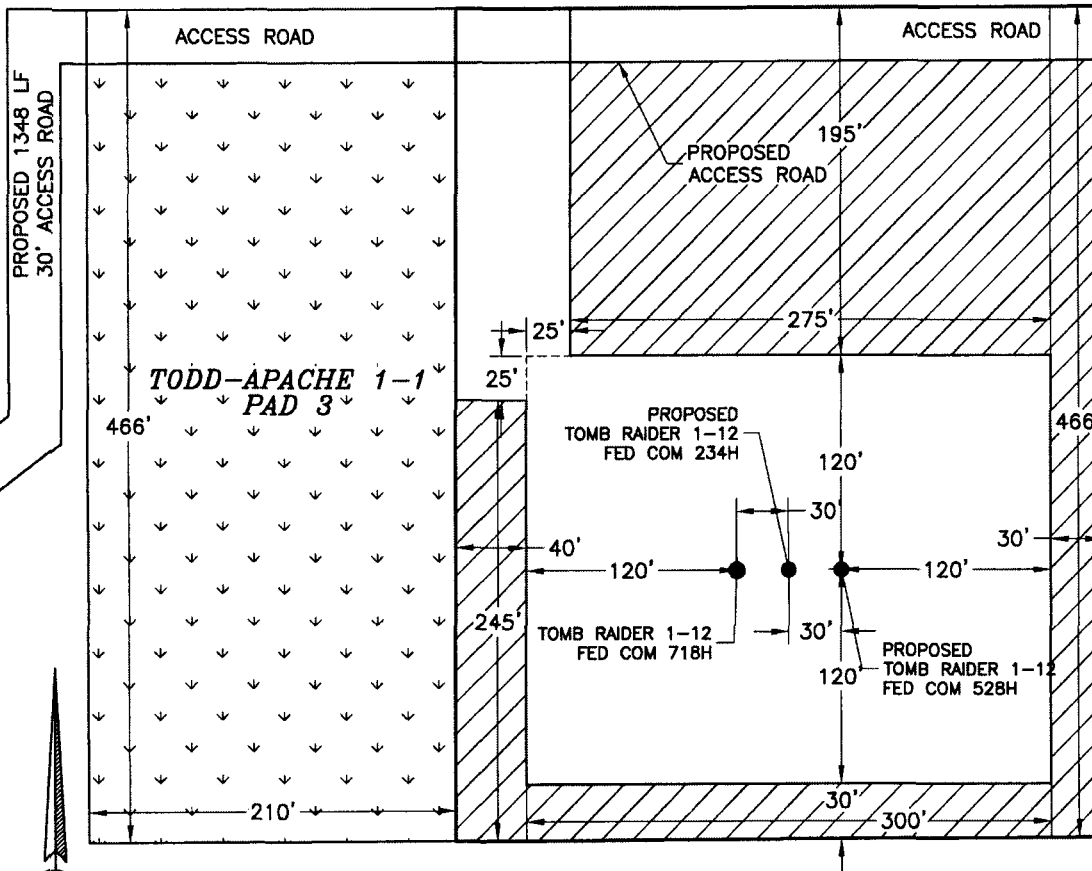 ACCESS ROAD
ACCESS ROAD
PROPOSED 1348 LF
30' ACCESS ROAD
195'
PROPOSED
ACCESS ROAD
275'
25'
25'
TODD-APACHE 1-1
PAD 3
466'
466'
PROPOSED
TOMB RAIDER 1-12
FED COM 234H
120'
30'
40'
30'
120'
120'
245'
TOMB RAIDER 1-12
FED COM 718H
30'
PROPOSED
TOMB RAIDER 1-12
FED COM 528H
120'
210'
30'
300'